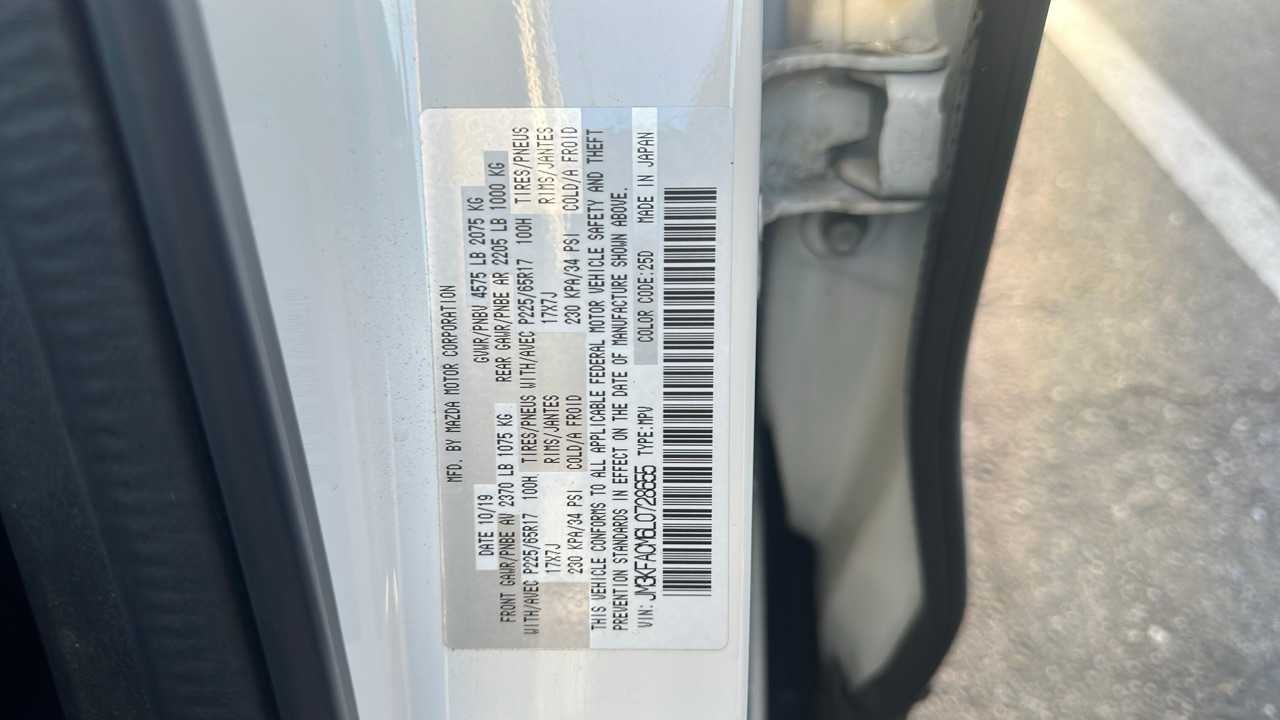 MFD. BY MAZDA MOTOR CORPORATION
DATE 10/19 GVWR/PNBV 4575 LB 2075 KG
FRONT GAWR/PNBE AV 2370 LB 1075 KG REAR GAWR/PNBE AR 2205 LB 1000 KG
WITH/AVEC P225/65R17 100H TIRES/PNEUS WITH/AVEC P225/65R17 100H TIRES/PNEUS
17X7J RIMS/JANTES 17X7J RIMS/JANTES
230 KPA/34 PSI COLD/A FROID 230 KPA/34 PSI COLD/A FROID
THIS VEHICLE CONFORMS TO ALL APPLICABLE FEDERAL MOTOR VEHICLE SAFETY AND THEFT
PREVENTION STANDARDS IN EFFECT ON THE DATE OF MANUFACTURE SHOWN ABOVE.
VIN: JM3KFACM6L0728655 TYPE:MPV COLOR CODE:25D MADE IN JAPAN